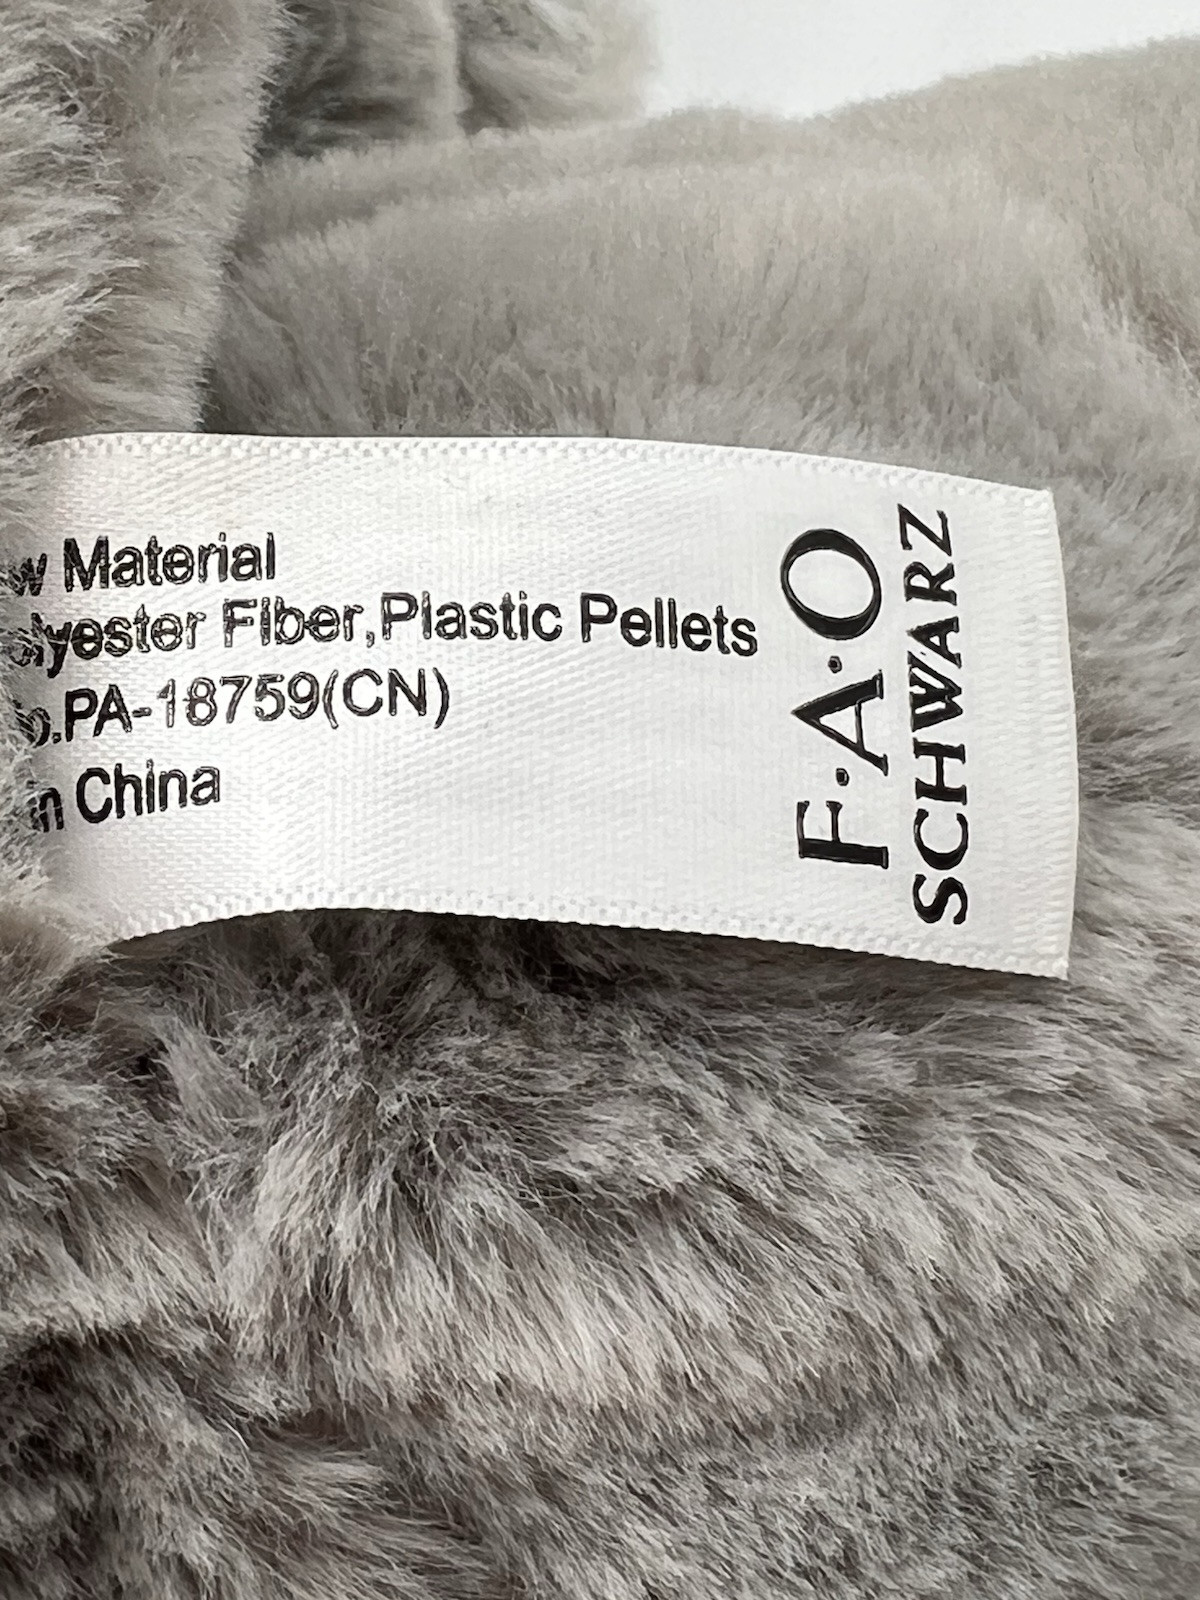 w Material
lyester Fiber,Plastic Pellets
o.PA-18759(CN)
in China
F·A·O
SCHWARZ